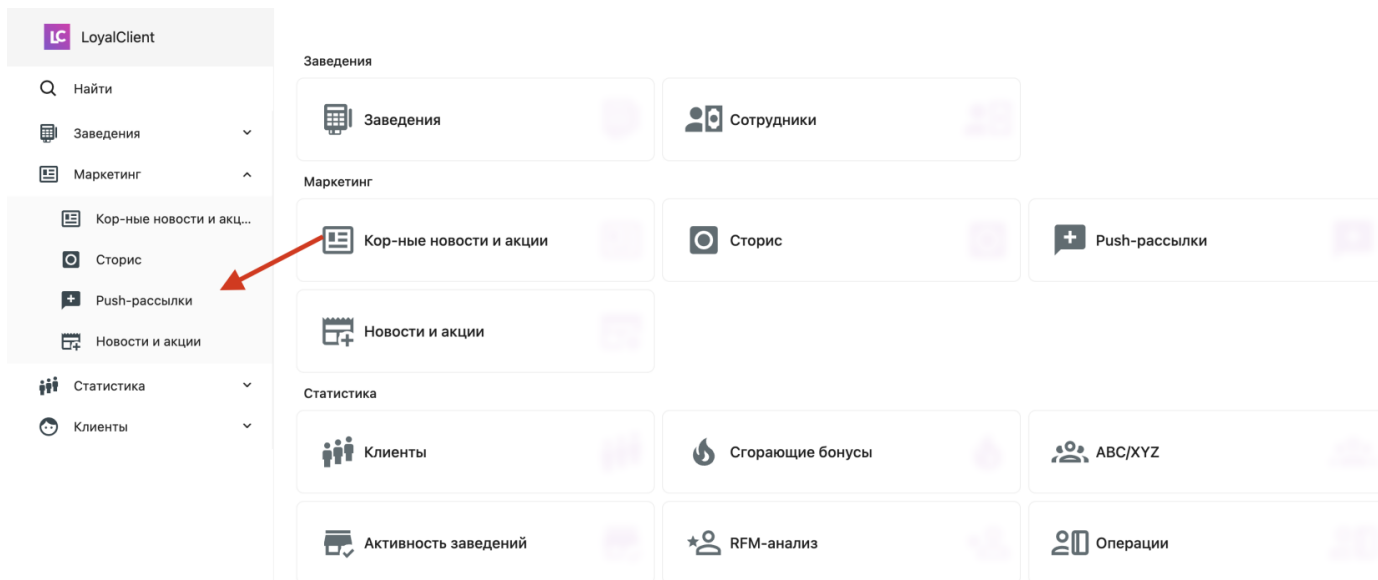 LC LoyalClient
Найти
Заведения
Маркетинг
Кор-ные новости и акц...
Сторис
Push-рассылки
Новости и акции
Статистика
Клиенты
Заведения
Заведения
Сотрудники
Маркетинг
Кор-ные новости и акции
Сторис
Push-рассылки
Новости и акции
Статистика
Клиенты
Сгорающие бонусы
ABC/XYZ
Активность заведений
RFM-анализ
Операции